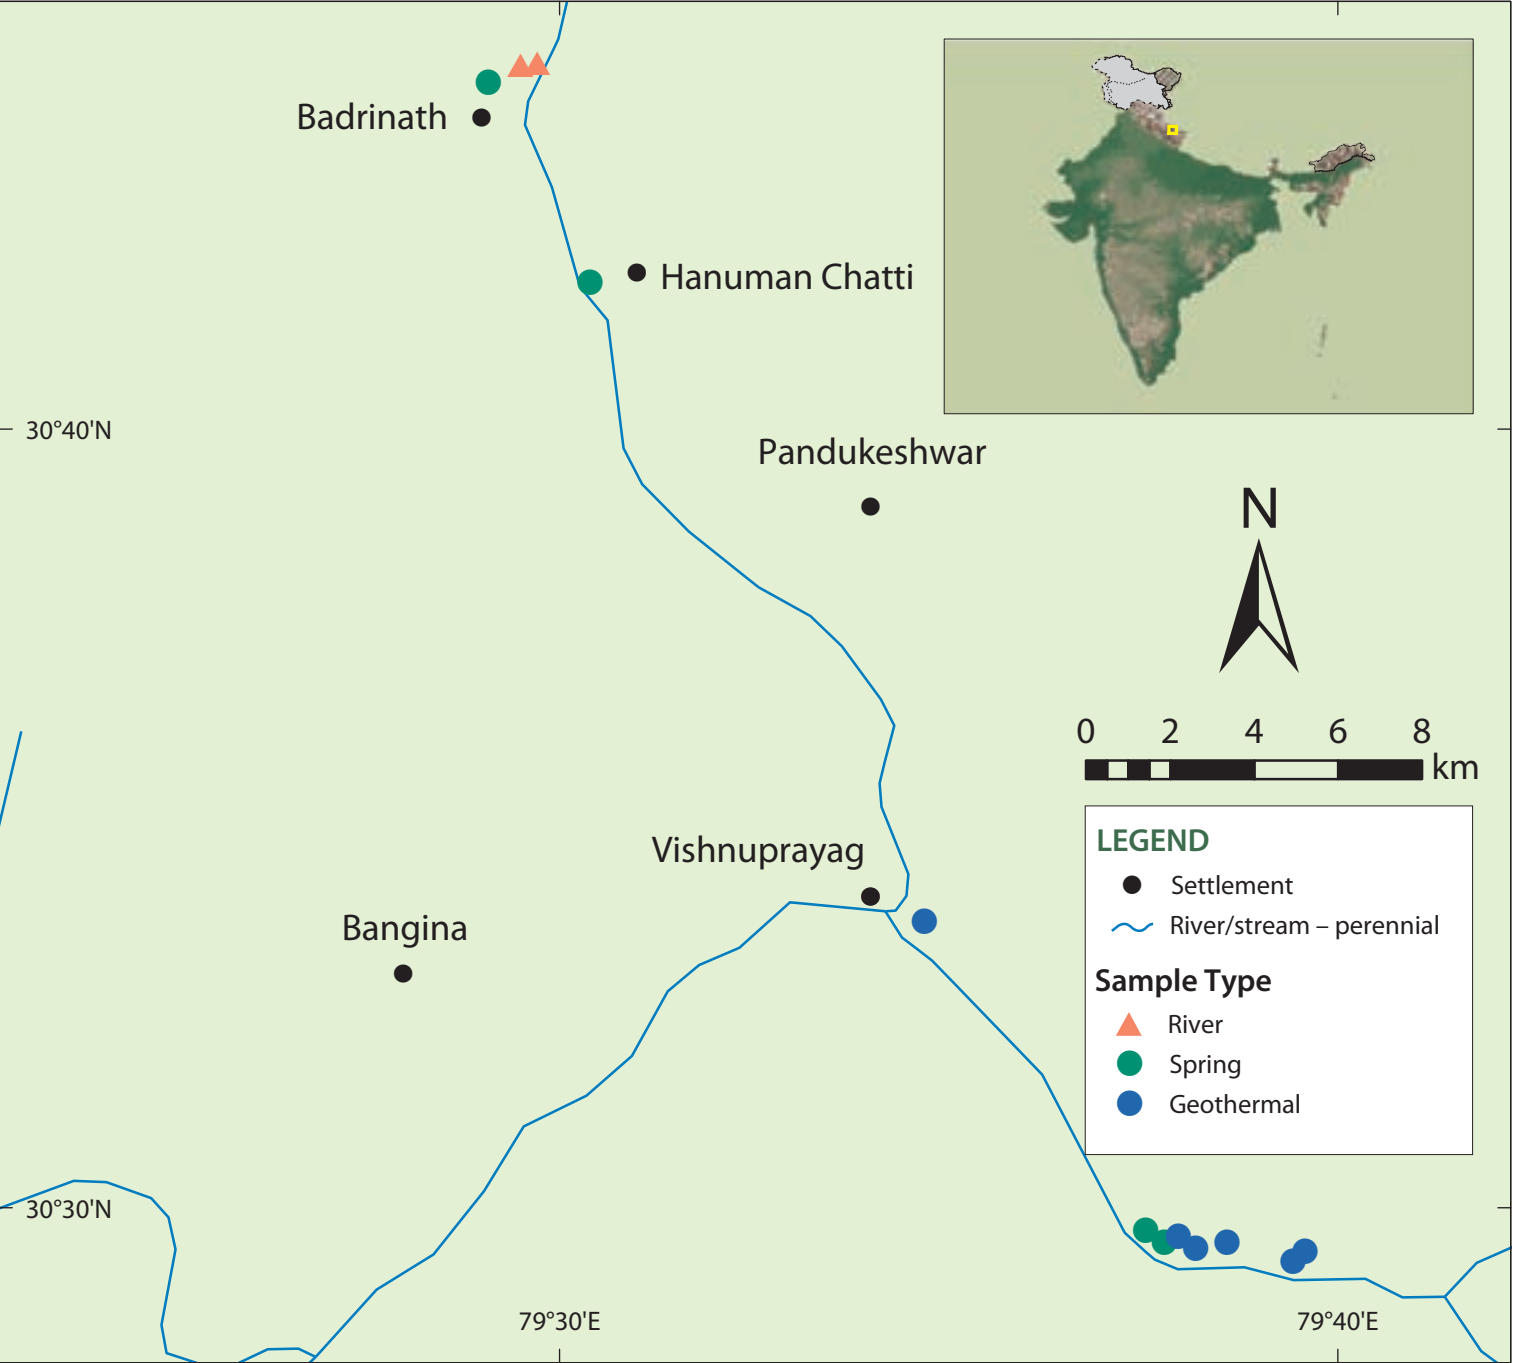 Badrinath
Hanuman Chatti
30°40'N
Pandukeshwar
N
0 2 4 6 8
km
Vishnuprayag
Bangina
LEGEND
Settlement
River/stream – perennial
Sample Type
River
Spring
Geothermal
30°30'N
79°30'E
79°40'E